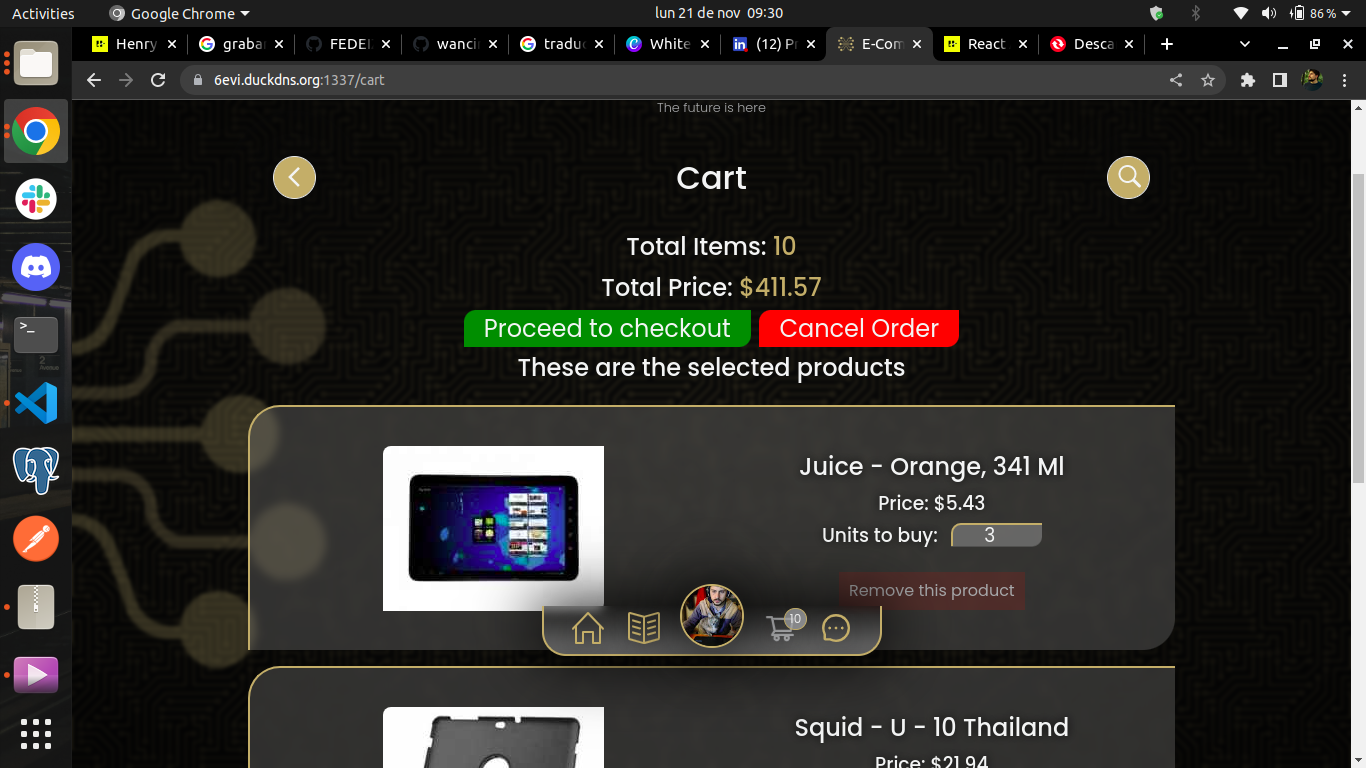 Activities
Google Chrome
lun 21 de nov 09:30
86 %
Henry
graba
FEDE
wanci
traduc
White
(12) P
E-Com
React
Desca
6evi.duckdns.org:1337/cart
The future is here
Cart
Total Items: 10
Total Price: $411.57
Proceed to checkout
Cancel Order
These are the selected products
Juice - Orange, 341 Ml
Price: $5.43
Units to buy: 3
Remove this product
10
Squid - U - 10 Thailand
Price: $21.94